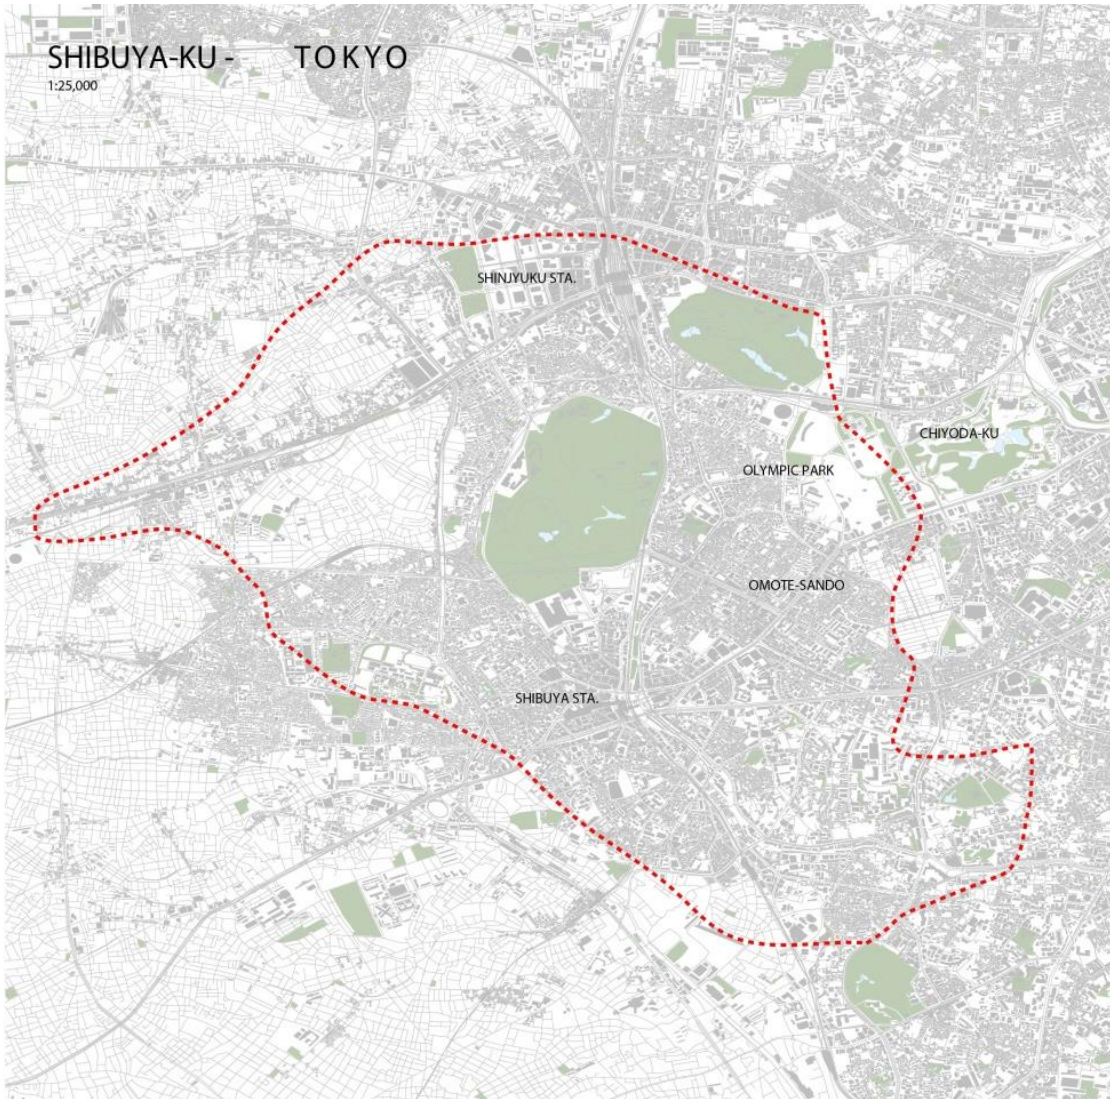 SHIBUYA-KU - TOKYO
1:25,000
SHINJYUKU STA.
CHIYODA-KU
OLYMPIC PARK
OMOTE-SANDO
SHIBUYA STA.